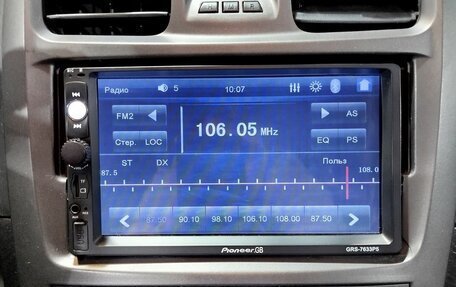 Радио 5 10:07
FM2 AS
106.05 MHz
Стер. LOC EQ PS
ST DX Польз
87.5 108.0
87.50 90.10 98.10 106.10 108.00 87.50
Pioneer.GB GRS-7633PS